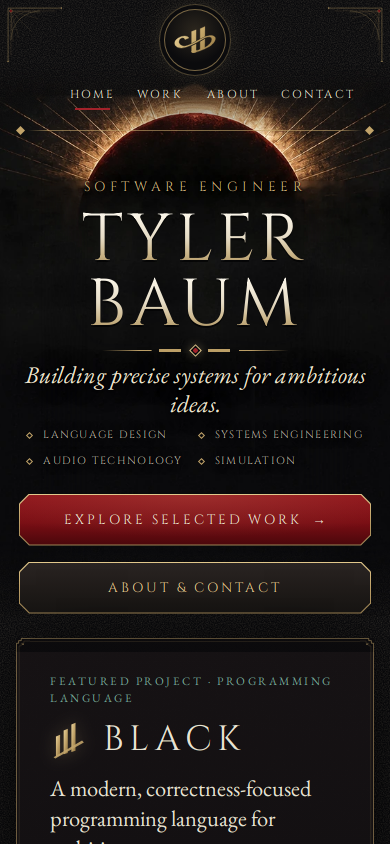 HOME WORK ABOUT CONTACT
SOFTWARE ENGINEER
TYLER
BAUM
Building precise systems for ambitious
ideas.
LANGUAGE DESIGN SYSTEMS ENGINEERING
AUDIO TECHNOLOGY SIMULATION
EXPLORE SELECTED WORK →
ABOUT & CONTACT
FEATURED PROJECT · PROGRAMMING
LANGUAGE
BLACK
A modern, correctness-focused
programming language for